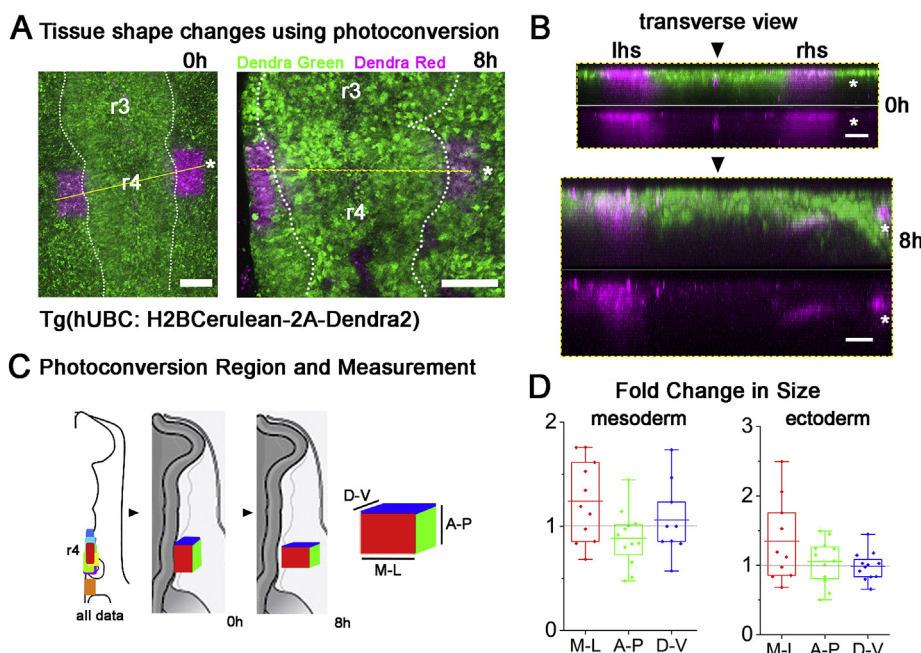 A Tissue shape changes using photoconversion
0h
Dendra Green Dendra Red
8h
r3
r4
*
r3
r4
*
Tg(hUBC: H2BCerulean-2A-Dendra2)
B transverse view
lhs rhs
*
*
0h
*
*
8h
C Photoconversion Region and Measurement
r4
all data
0h
8h
D-V
A-P
M-L
D Fold Change in Size
mesoderm
2
1
0
M-L A-P D-V
ectoderm
3
2
1
0
M-L A-P D-V